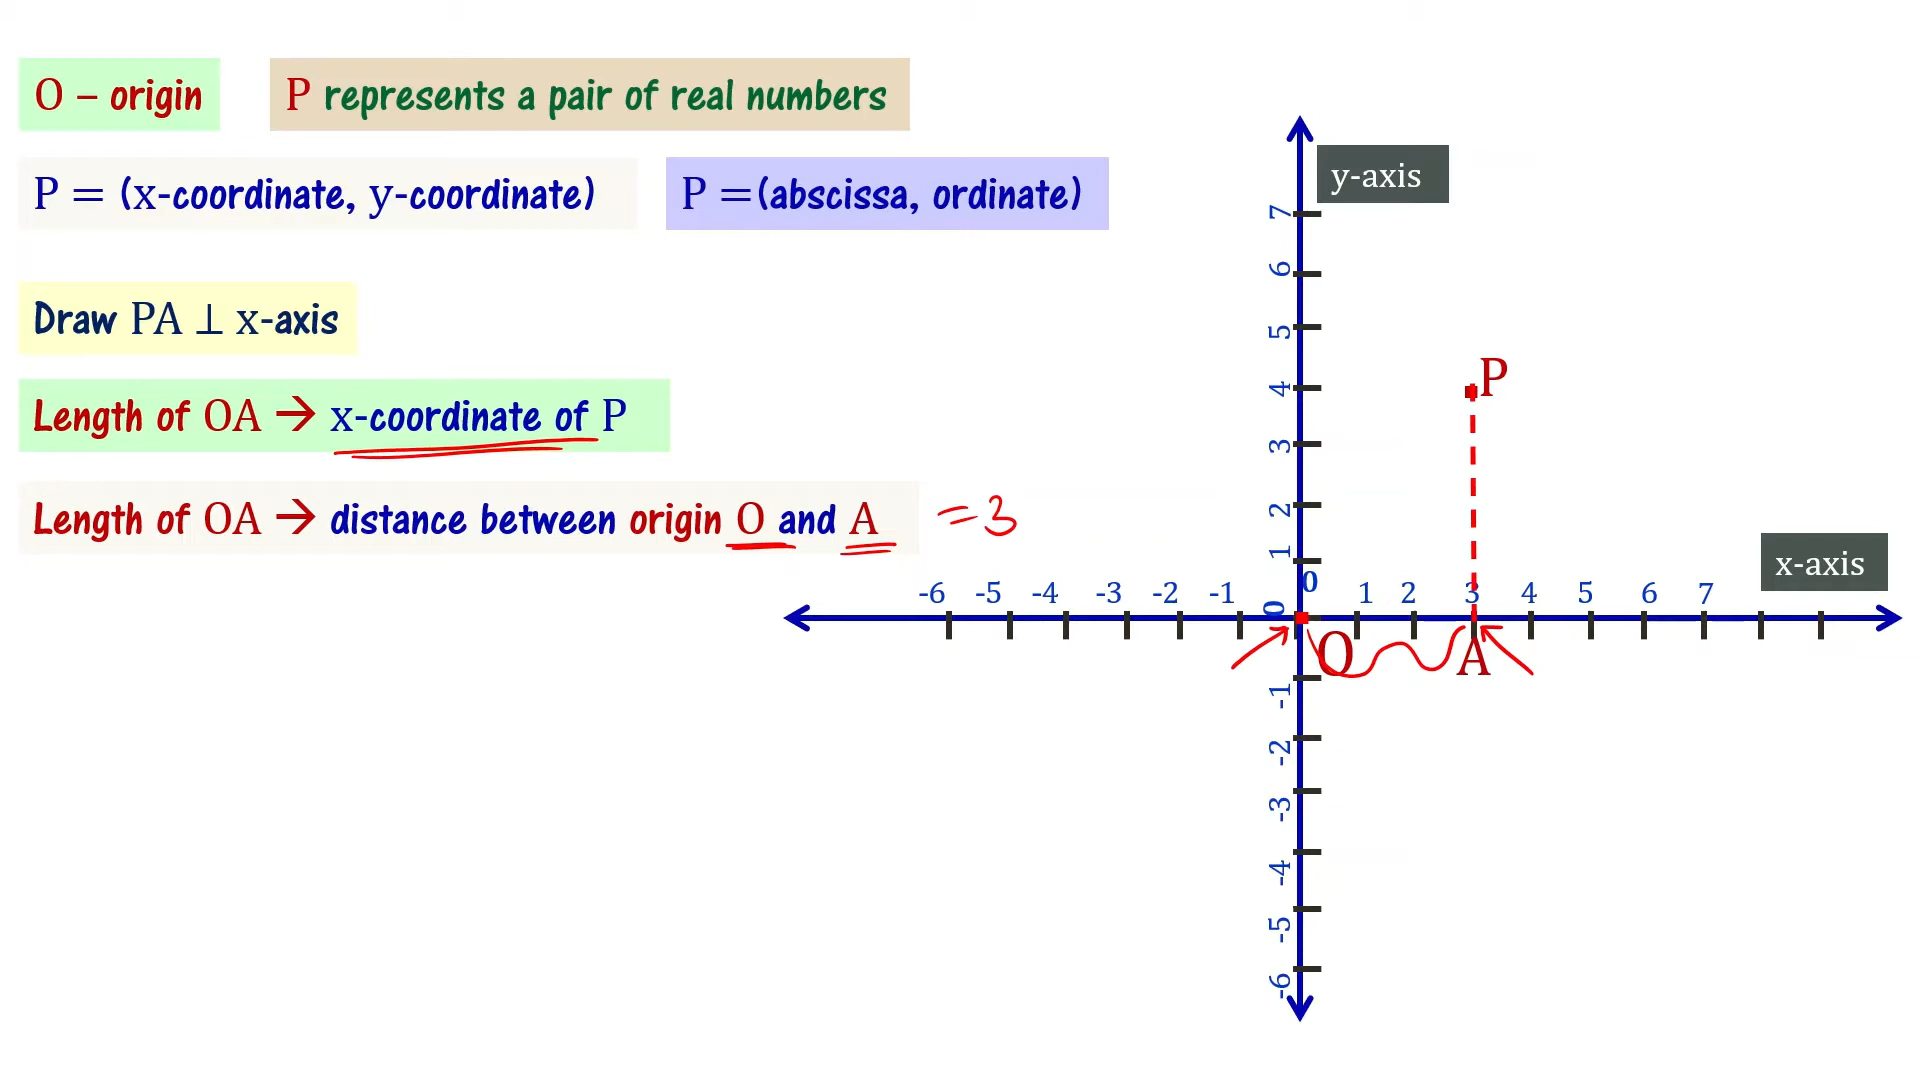 O – origin
P represents a pair of real numbers
P = (x-coordinate, y-coordinate)
P =(abscissa, ordinate)
Draw PA ⊥ x-axis
Length of OA → x-coordinate of P
Length of OA → distance between origin O and A = 3
y-axis
7
6
5
4
3
2
1
0
-1
-2
-3
-4
-5
-6
P
x-axis
-6 -5 -4 -3 -2 -1 0 1 2 3 4 5 6 7
O A